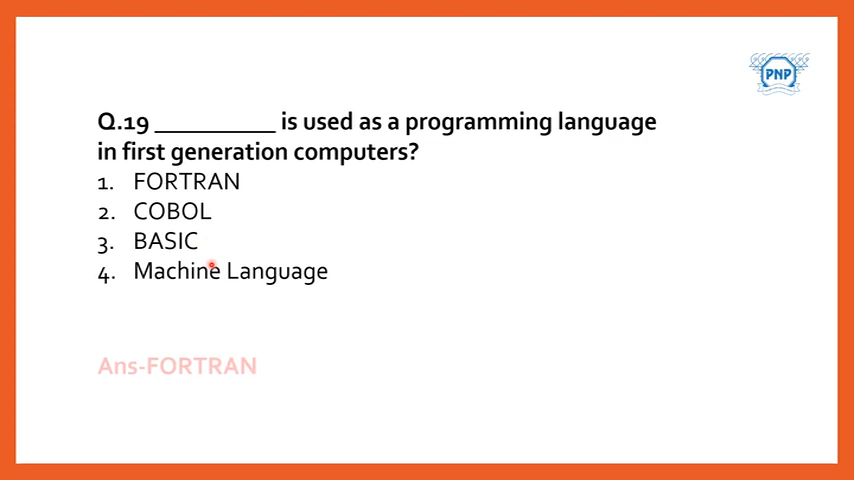 PNP
Q.19 __________ is used as a programming language
in first generation computers?
1. FORTRAN
2. COBOL
3. BASIC
4. Machine Language
Ans-FORTRAN